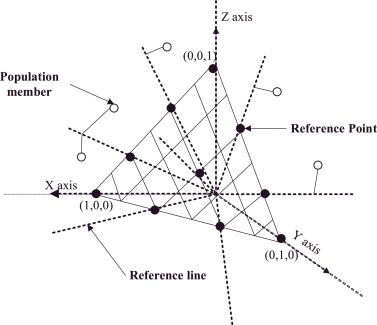 Z axis
(0,0,1)
Population
member
Reference Point
X axis
(1,0,0)
Y axis
(0,1,0)
Reference line